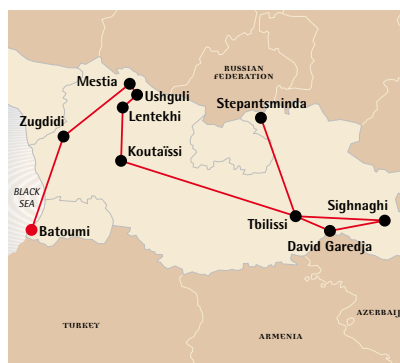 RUSSIAN
FEDERATION
Mestia
Ushguli
Stepantsminda
Lentekhi
Zugdidi
Koutaïssi
BLACK
SEA
Sighnaghi
Tbilissi
Batoumi
David Garedja
AZERBAIJ
TURKEY
ARMENIA